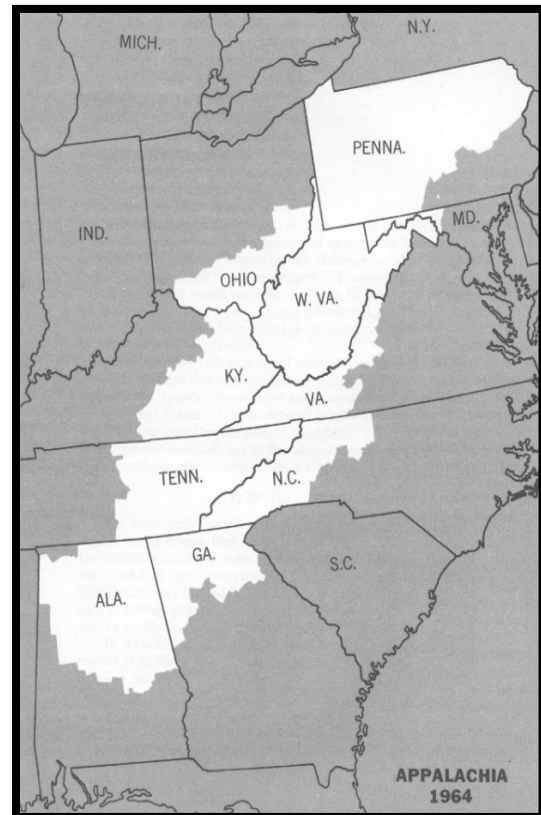 N.Y.
MICH.
PENNA.
MD.
IND.
OHIO
W. VA.
KY.
VA.
TENN.
N.C.
GA.
S.C.
ALA.
APPALACHIA
1964